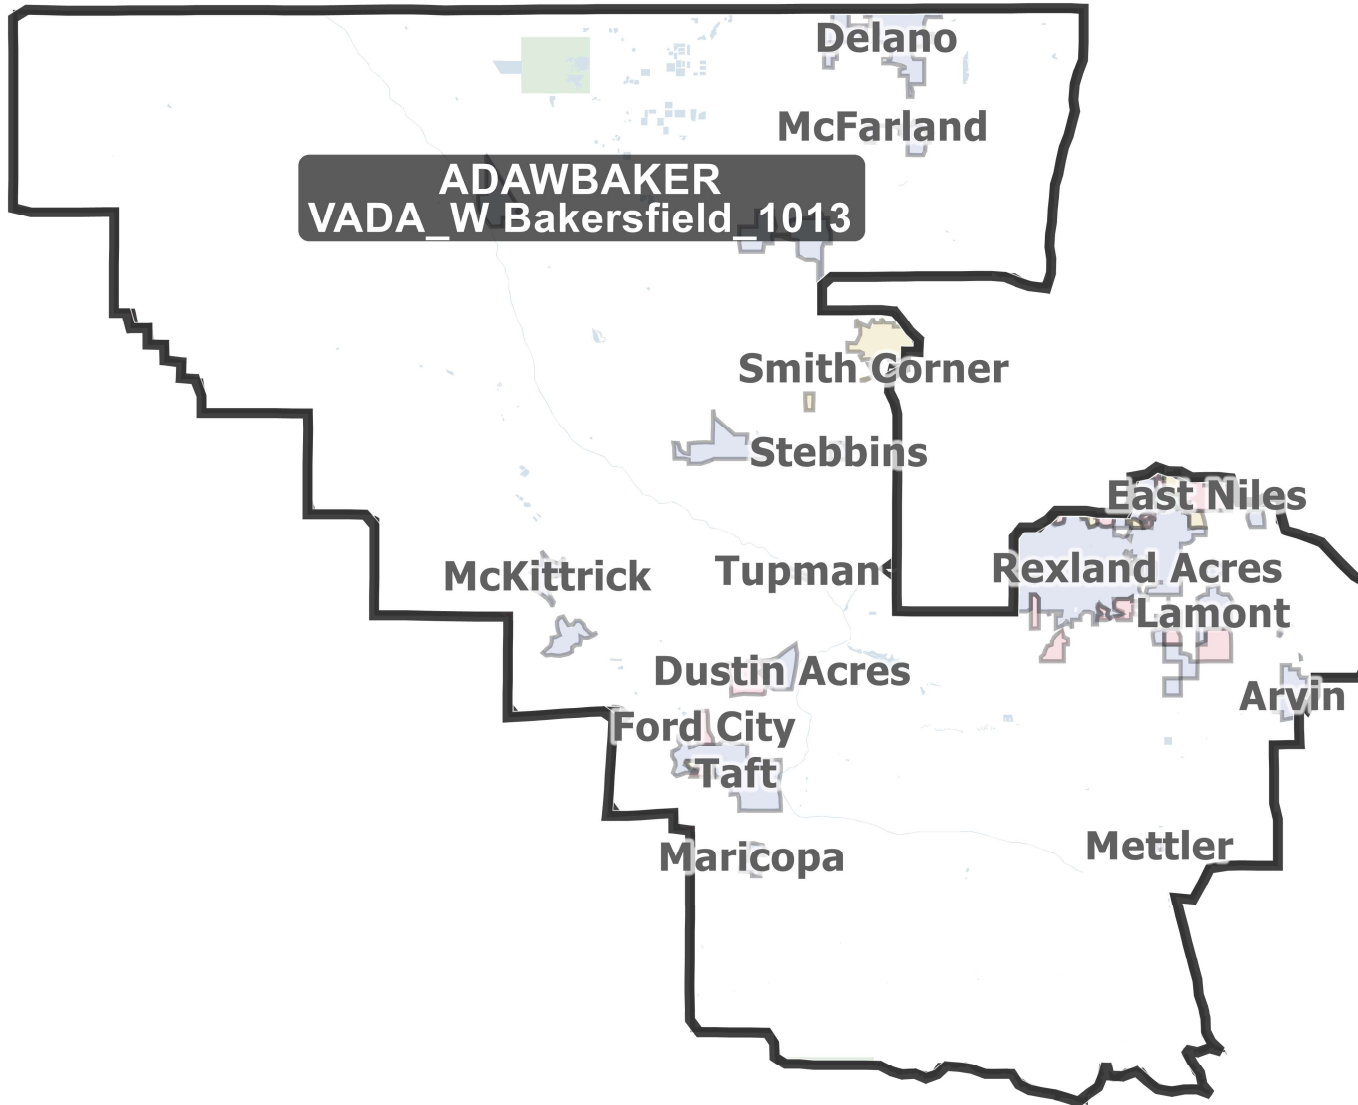 Delano
McFarland
ADAWBAKER
VADA_W Bakersfield_1013
Smith Corner
Stebbins
East Niles
McKittrick
Tupman
Rexland Acres
Lamont
Dustin Acres
Arvin
Ford City
Taft
Mettler
Maricopa